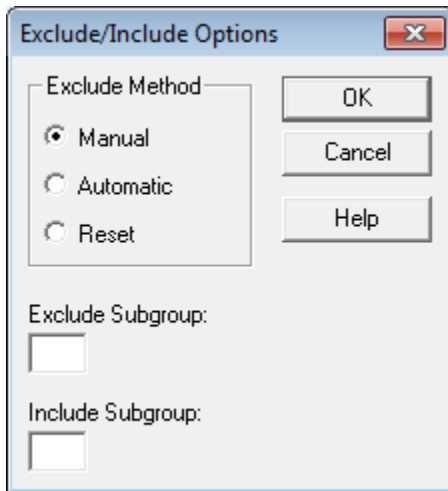 Exclude/Include Options
Exclude Method
Manual
Automatic
Reset
OK
Cancel
Help
Exclude Subgroup:
Include Subgroup: